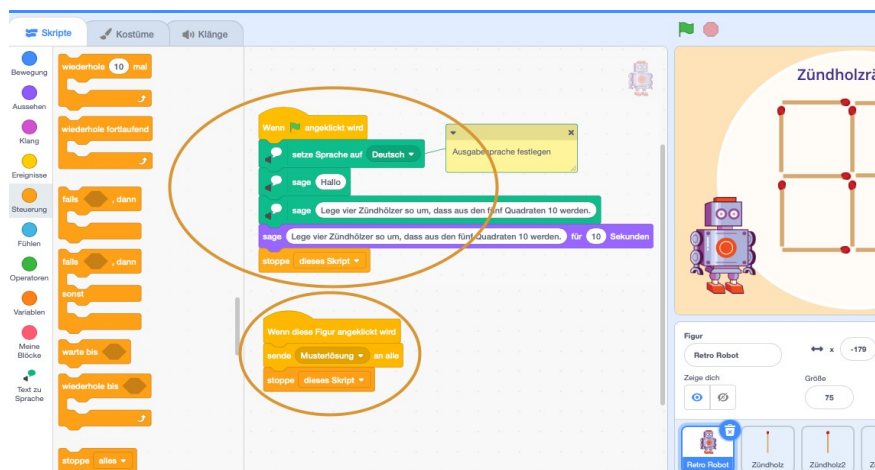 Skripte
Kostüme
Klänge
Bewegung
Aussehen
Klang
Ereignisse
Steuerung
Fühlen
Operatoren
Variablen
Meine
Blöcke
Text zu
Sprache
wiederhole 10 mal
wiederhole fortlaufend
falls , dann
falls , dann
sonst
warte bis
wiederhole bis
stoppe alles
Wenn angeklickt wird
setze Sprache auf Deutsch
sage Hallo
sage Lege vier Zündhölzer so um, dass aus den fünf Quadraten 10 werden.
sage Lege vier Zündhölzer so um, dass aus den fünf Quadraten 10 werden. für 10 Sekunden
stoppe dieses Skript
Ausgabesprache festlegen
Wenn diese Figur angeklickt wird
sende Musterlösung an alle
stoppe dieses Skript
Zündholzrä
Figur
Retro Robot
x -179
Zeige dich
Größe
75
Retro Robot
Zündholz
Zündholz2
Z